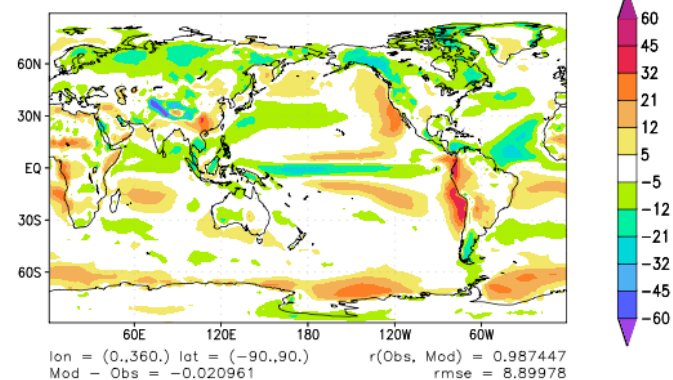 60
45
32
21
12
5
−5
−12
−21
−32
−45
−60
60N
30N
EQ
30S
60S
60E 120E 180 120W 60W
lon = (0.,360.) lat = (−90.,90.) r(Obs, Mod) = 0.987447
Mod − Obs = −0.020961 rmse = 8.89978